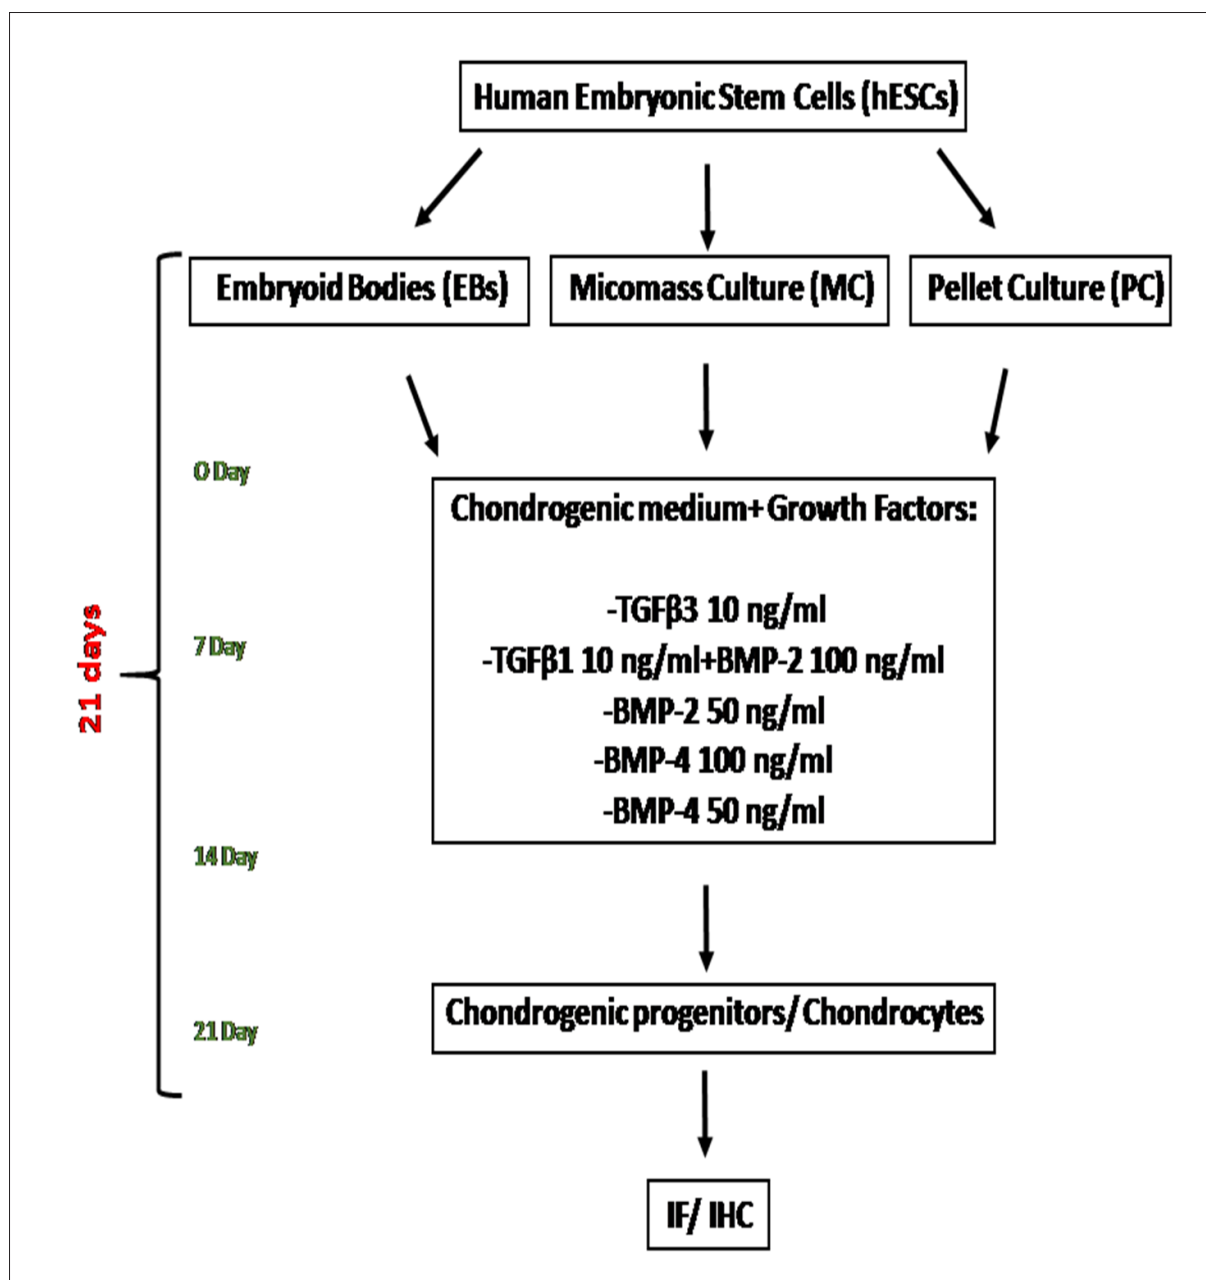 Human Embryonic Stem Cells (hESCs)
Embryoid Bodies (EBs)
Micomass Culture (MC)
Pellet Culture (PC)
0 Day
Chondrogenic medium+ Growth Factors:
-TGFβ3 10 ng/ml
7 Day
-TGFβ1 10 ng/ml+BMP-2 100 ng/ml
21 days
-BMP-2 50 ng/ml
-BMP-4 100 ng/ml
-BMP-4 50 ng/ml
14 Day
Chondrogenic progenitors/ Chondrocytes
21 Day
IF/ IHC